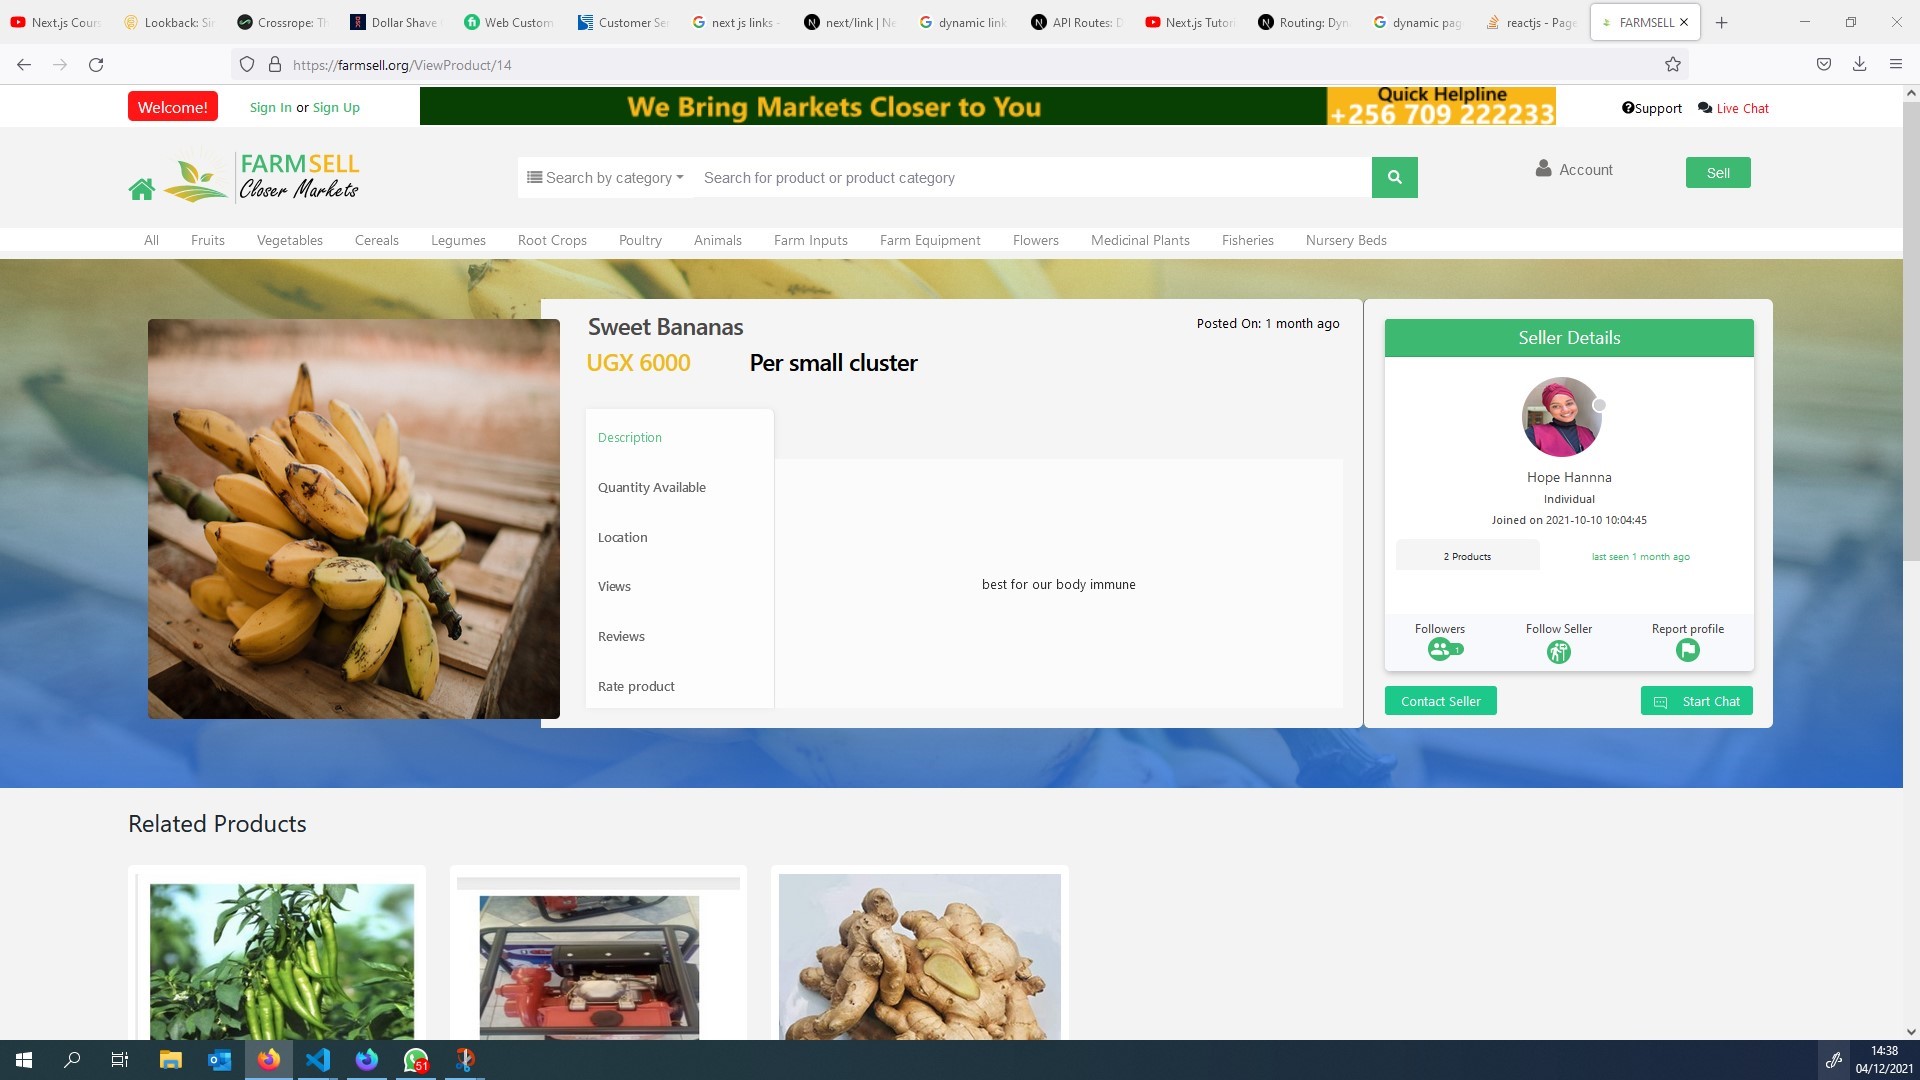 Next.js Cours
Lookback: Sin
Crossrope: Th
Dollar Shave
Web Custom
Customer Se
next js links -
next/link | Ne
dynamic link
API Routes: D
Next.js Tutori
Routing: Dyn
dynamic pag
reactjs - Page
FARMSELL
https://farmsell.org/ViewProduct/14
Welcome!
Sign In or Sign Up
We Bring Markets Closer to You
Quick Helpline
+256 709 222233
Support
Live Chat
FARMSELL
Closer Markets
Search by category
Search for product or product category
Account
Sell
All Fruits Vegetables Cereals Legumes Root Crops Poultry Animals Farm Inputs Farm Equipment Flowers Medicinal Plants Fisheries Nursery Beds
Sweet Bananas
Posted On: 1 month ago
UGX 6000 Per small cluster
Description
Quantity Available
Location
Views
Reviews
Rate product
best for our body immune
Seller Details
Hope Hannna
Individual
Joined on 2021-10-10 10:04:45
2 Products
last seen 1 month ago
Followers
1
Follow Seller
Report profile
Contact Seller
Start Chat
Related Products
51
14:38
04/12/2021